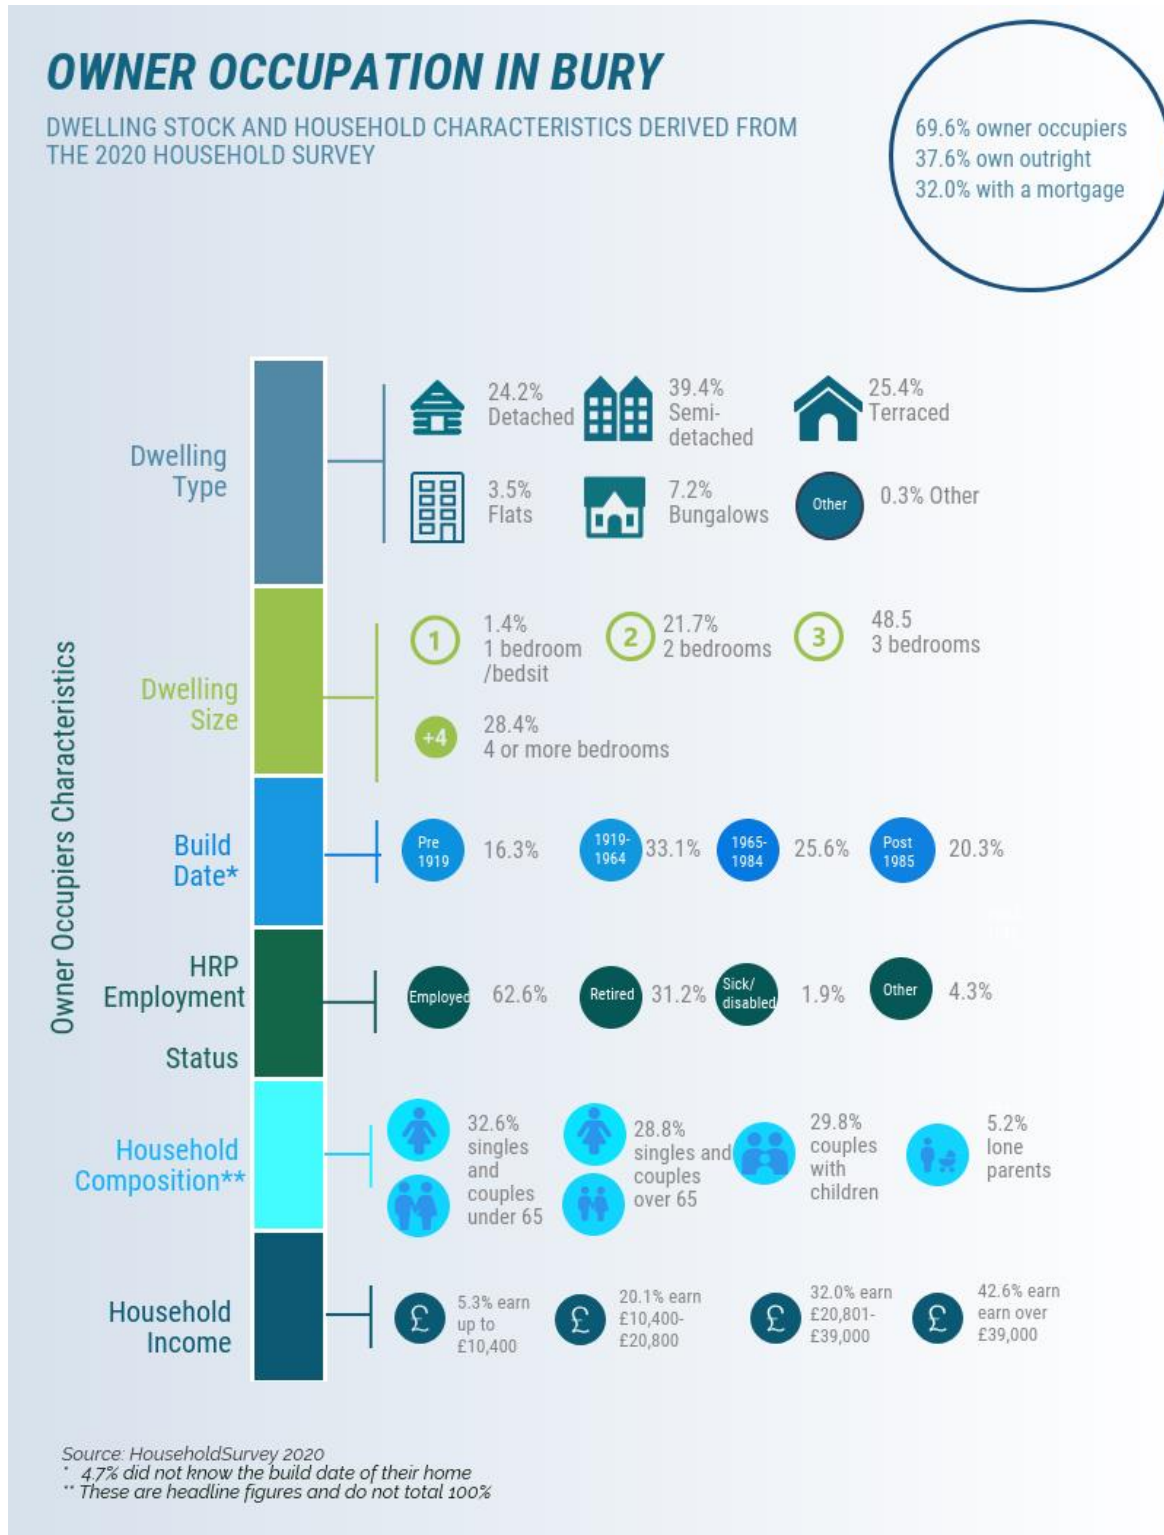 OWNER OCCUPATION IN BURY
DWELLING STOCK AND HOUSEHOLD CHARACTERISTICS DERIVED FROM
THE 2020 HOUSEHOLD SURVEY
69.6% owner occupiers
37.6% own outright
32.0% with a mortgage
Owner Occupiers Characteristics
Dwelling
Type
24.2%
Detached
39.4%
Semi-
detached
25.4%
Terraced
3.5%
Flats
7.2%
Bungalows
Other
0.3% Other
Dwelling
Size
1
1.4%
1 bedroom
/bedsit
2
21.7%
2 bedrooms
3
48.5
3 bedrooms
+4
28.4%
4 or more bedrooms
Build
Date*
Pre
1919
16.3%
1919-
1964
33.1%
1965-
1984
25.6%
Post
1985
20.3%
HRP
Employment
Status
Employed
62.6%
Retired
31.2%
Sick/
disabled
1.9%
Other
4.3%
Household
Composition**
32.6%
singles
and
couples
under 65
28.8%
singles and
couples
over 65
29.8%
couples
with
children
5.2%
lone
parents
Household
Income
£
5.3% earn
up to
£10,400
£
20.1% earn
£10,400-
£20,800
£
32.0% earn
£20,801-
£39,000
£
42.6% earn
earn over
£39,000
Source: HouseholdSurvey 2020
* 4.7% did not know the build date of their home
** These are headline figures and do not total 100%